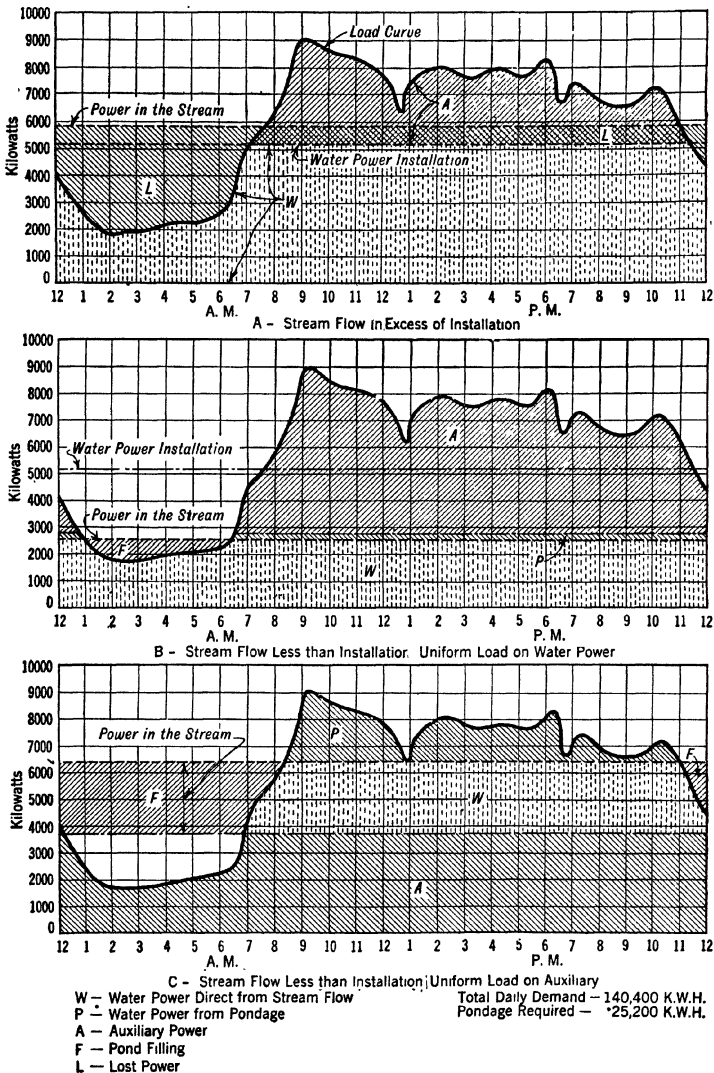 10000
Load Curve
9000
8000
A
7000
Power in the Stream
6000
L
5000
Water Power Installation
4000
L
W
3000
2000
1000
0
Kilowatts
12 1 2 3 4 5 6 7 8 9 10 11 12 1 2 3 4 5 6 7 8 9 10 11 12
A. M. P. M.
A - Stream Flow in Excess of Installation
10000
9000
8000
7000
A
6000
Water Power Installation
5000
4000
Power in the Stream
3000
F
2000
P
W
1000
0
Kilowatts
12 1 2 3 4 5 6 7 8 9 10 11 12 1 2 3 4 5 6 7 8 9 10 11 12
A. M. P. M.
B - Stream Flow Less than Installation. Uniform Load on Water Power
10000
9000
8000
Power in the Stream
P
F
7000
6000
F
W
5000
4000
3000
2000
A
1000
0
Kilowatts
12 1 2 3 4 5 6 7 8 9 10 11 12 1 2 3 4 5 6 7 8 9 10 11 12
A. M. P. M.
C - Stream Flow Less than Installation; Uniform Load on Auxiliary
W — Water Power Direct from Stream Flow
P — Water Power from Pondage
A — Auxiliary Power
F — Pond Filling
L — Lost Power
Total Daily Demand — 140,400 K.W.H.
Pondage Required — 25,200 K.W.H.